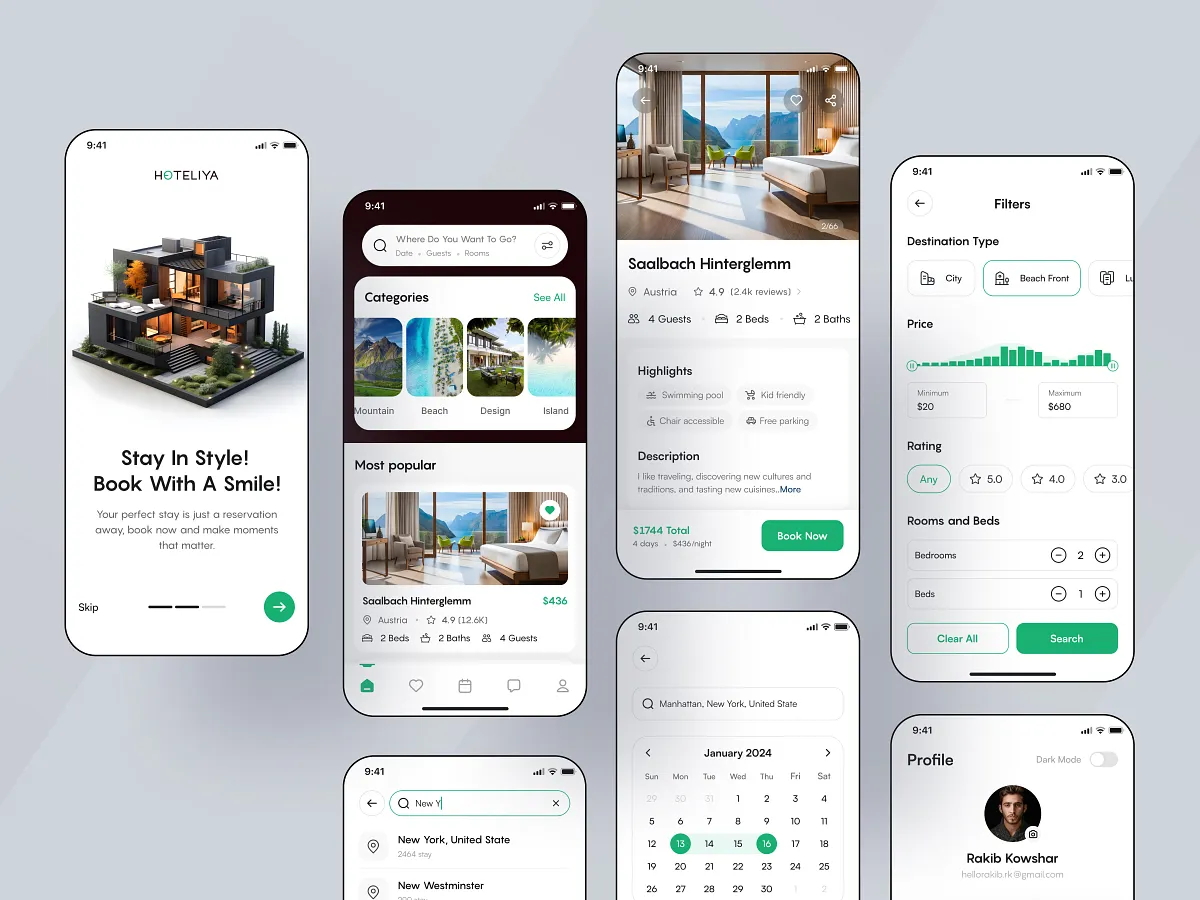 9:41
HOTELIYA
Stay In Style!
Book With A Smile!
Your perfect stay is just a reservation
away, book now and make moments
that matter.
Skip
9:41
Where Do You Want To Go?
Date • Guests • Rooms
Categories
See All
Mountain
Beach
Design
Island
Most popular
Saalbach Hinterglemm
$436
Austria • 4.9 (12.6K)
2 Beds
2 Baths
4 Guests
9:41
New Y
New York, United State
2464 stay
New Westminster
9:41
2/66
Saalbach Hinterglemm
Austria
4.9 (2.4k reviews)
4 Guests • 2 Beds • 2 Baths
Highlights
Swimming pool
Kid friendly
Chair accessible
Free parking
Description
I like traveling, discovering new cultures and
traditions, and tasting new cuisines..More
$1744 Total
4 days • $436/night
Book Now
9:41
Manhattan, New York, United State
January 2024
Sun Mon Tue Wed Thu Fri Sat
29 30 31 1 2 3 4
5 6 7 8 9 10 11
12 13 14 15 16 17 18
19 20 21 22 23 24 25
26 27 28 29 30 1 2
9:41
Filters
Destination Type
City
Beach Front
Lu
Price
Minimum
$20
Maximum
$680
Rating
Any
5.0
4.0
3.0
Rooms and Beds
Bedrooms
2
Beds
1
Clear All
Search
9:41
Profile
Dark Mode
Rakib Kowshar
hellorakib.rk@gmail.com